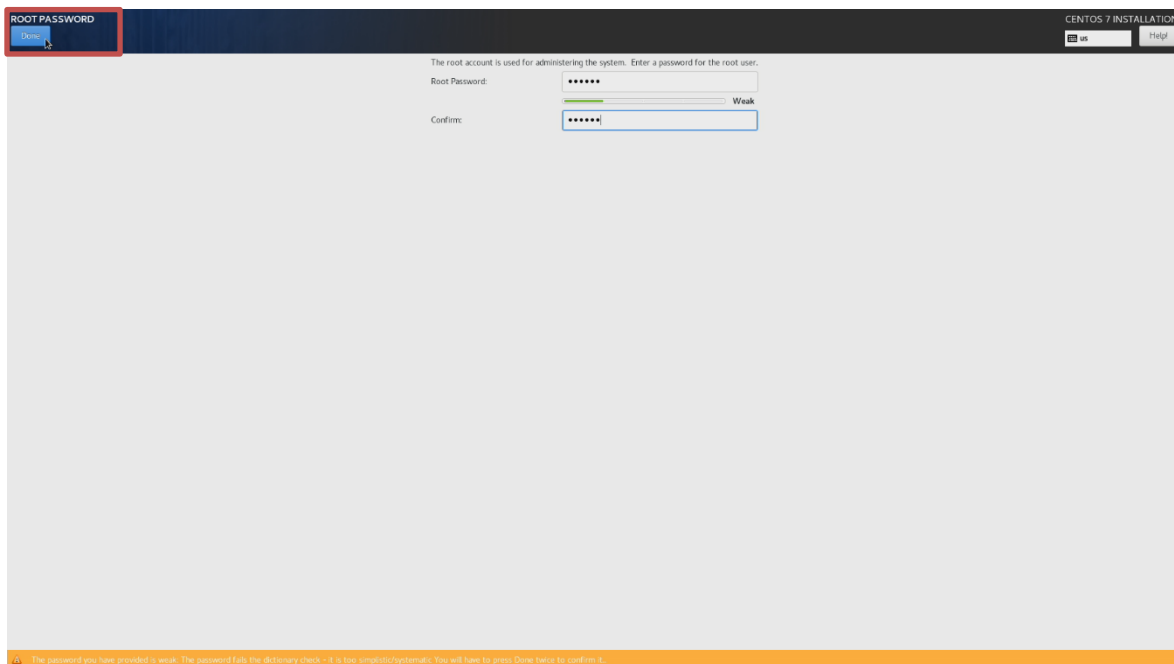 ROOT PASSWORD
CENTOS 7 INSTALLATION
Done
us
Help!
The root account is used for administering the system. Enter a password for the root user.
Root Password:
••••••
Weak
Confirm:
••••••
The password you have provided is weak. The password fails the dictionary check - it is too simplistic/systematic You will have to press Done twice to confirm it.